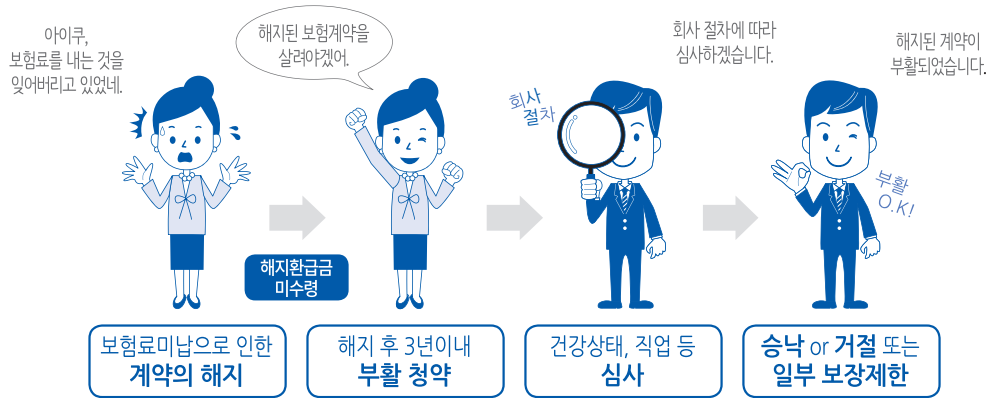 아이쿠,
보험료를 내는 것을
잊어버리고 있었네.
해지된 보험계약을
살려야겠어.
회사 절차에 따라
심사하겠습니다.
해지된 계약이
부활되었습니다.
회사
절차
부활
O.K!
해지환급금
미수령
보험료미납으로 인한
계약의 해지
해지 후 3년이내
부활 청약
건강상태, 직업 등
심사
승낙 or 거절 또는
일부 보장제한